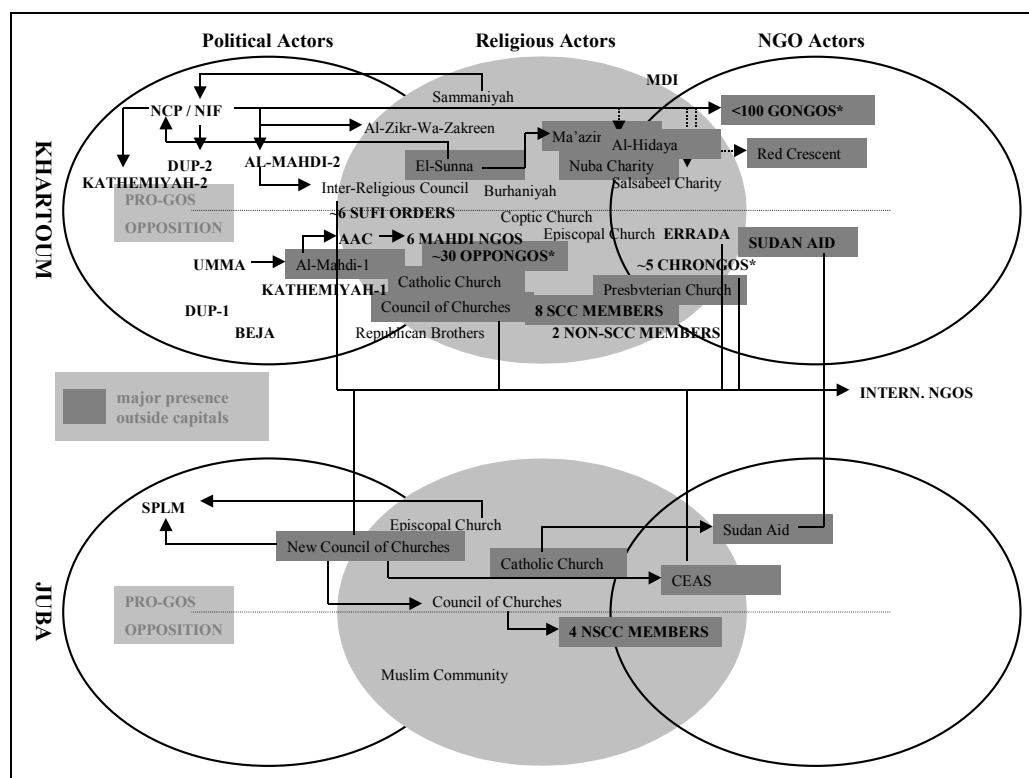 Political Actors
Religious Actors
NGO Actors
KHARTOUM
MDI
Sammaniyah
NCP / NIF
<100 GONGOS*
Al-Zikr-Wa-Zakreen
Ma'azir
Al-Hidaya
Red Crescent
DUP-2
AL-MAHDI-2
El-Sunna
Nuba Charity
KATHEMIYAH-2
Inter-Religious Council
Burhaniyah
Salsabeel Charity
PRO-GOS
OPPOSITION
~6 SUFI ORDERS
Coptic Church
Episcopal Church
ERRADA
SUDAN AID
AAC
6 MAHDI NGOS
~30 OPPONGOS*
UMMA
Al-Mahdi-1
~5 CHRONGOS*
KATHEMIYAH-1
Catholic Church
Presbyterian Church
DUP-1
Council of Churches
8 SCC MEMBERS
BEJA
Republican Brothers
2 NON-SCC MEMBERS
major presence
outside capitals
INTERN. NGOS
JUBA
SPLM
Episcopal Church
Sudan Aid
New Council of Churches
Catholic Church
CEAS
PRO-GOS
OPPOSITION
Council of Churches
4 NSCC MEMBERS
Muslim Community